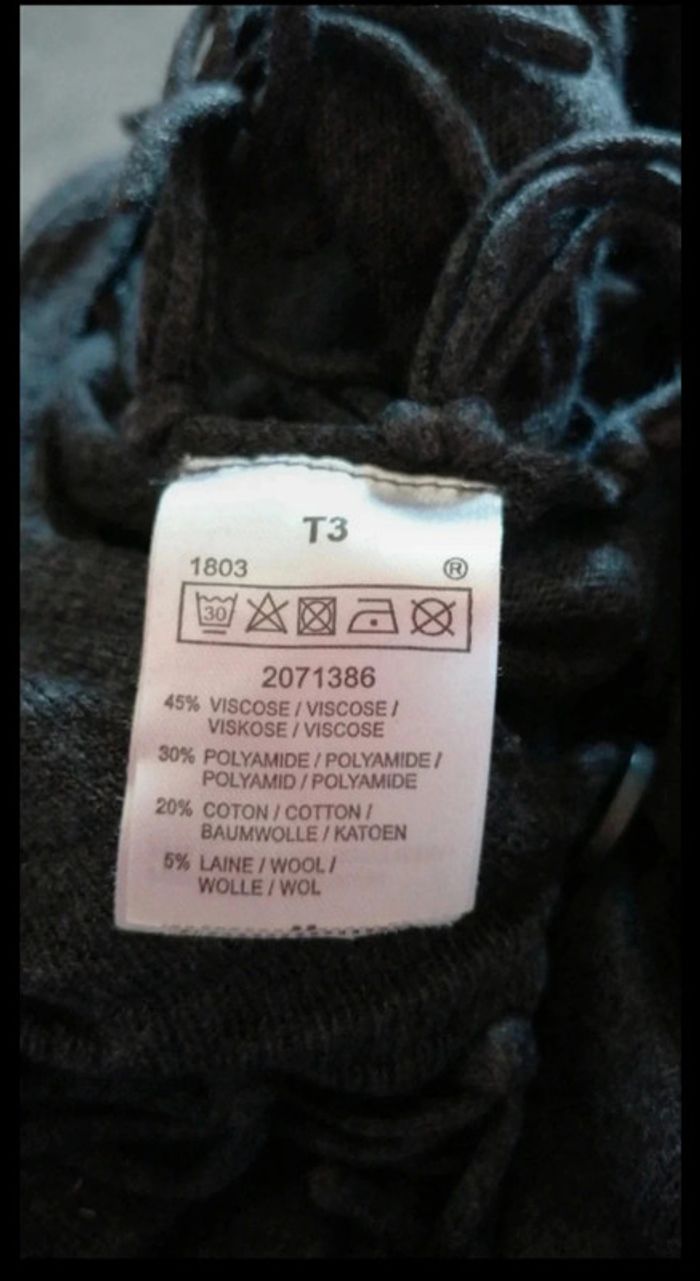 T3
1803 ®
30
2071386
45% VISCOSE / VISCOSE /
VISKOSE / VISCOSE
30% POLYAMIDE / POLYAMIDE /
POLYAMID / POLYAMIDE
20% COTON / COTTON /
BAUMWOLLE / KATOEN
5% LAINE / WOOL /
WOLLE / WOL